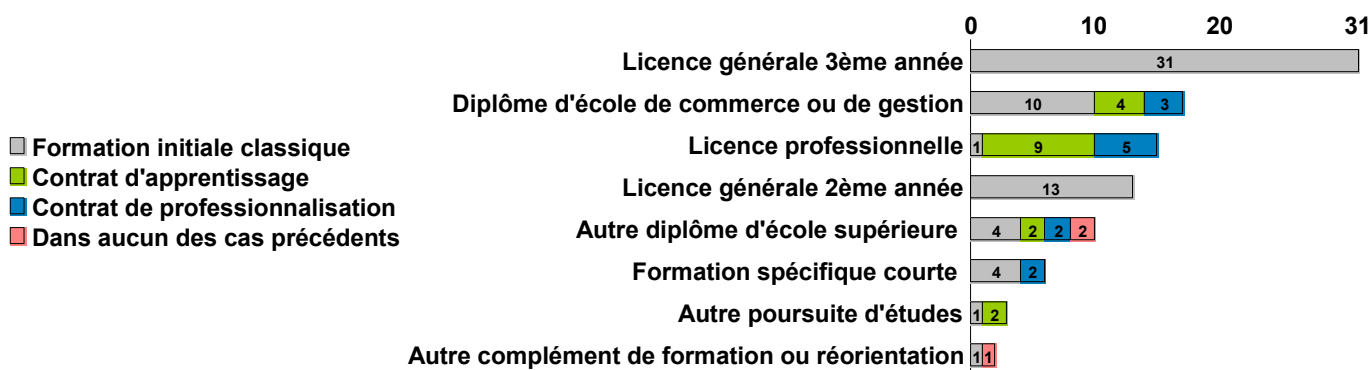 0 10 20 31
Licence générale 3ème année 31
Diplôme d'école de commerce ou de gestion 10 4 3
Licence professionnelle 1 9 5
Licence générale 2ème année 13
Autre diplôme d'école supérieure 4 2 2 2
Formation spécifique courte 4 2
Autre poursuite d'études 1 2
Autre complément de formation ou réorientation 1 1
Formation initiale classique
Contrat d'apprentissage
Contrat de professionnalisation
Dans aucun des cas précédents